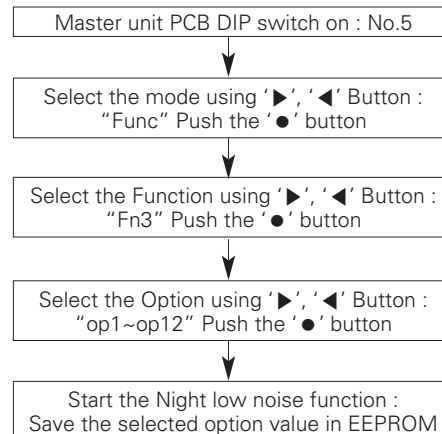 Master unit PCB DIP switch on : No.5
Select the mode using ‘▶’, ‘◀’ Button :
“Func” Push the ‘●’ button
Select the Function using ‘▶’, ‘◀’ Button :
“Fn3” Push the ‘●’ button
Select the Option using ‘▶’, ‘◀’ Button :
“op1~op12” Push the ‘●’ button
Start the Night low noise function :
Save the selected option value in EEPROM